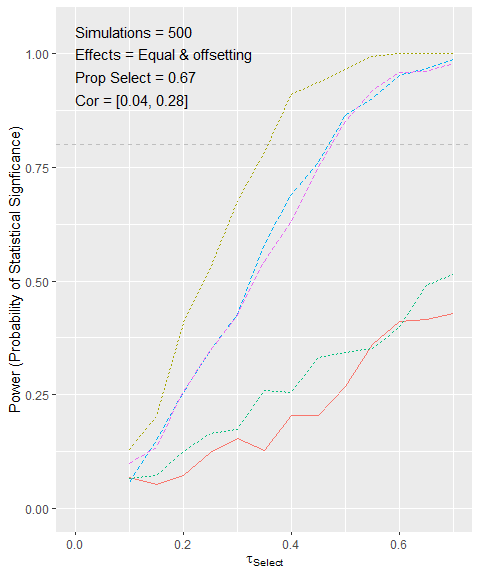 Simulations = 500
Effects = Equal & offsetting
Prop Select = 0.67
Cor = [0.04, 0.28]
1.00
0.75
0.50
0.25
0.00
Power (Probability of Statistical Signficance)
0.0 0.2 0.4 0.6
τSelect